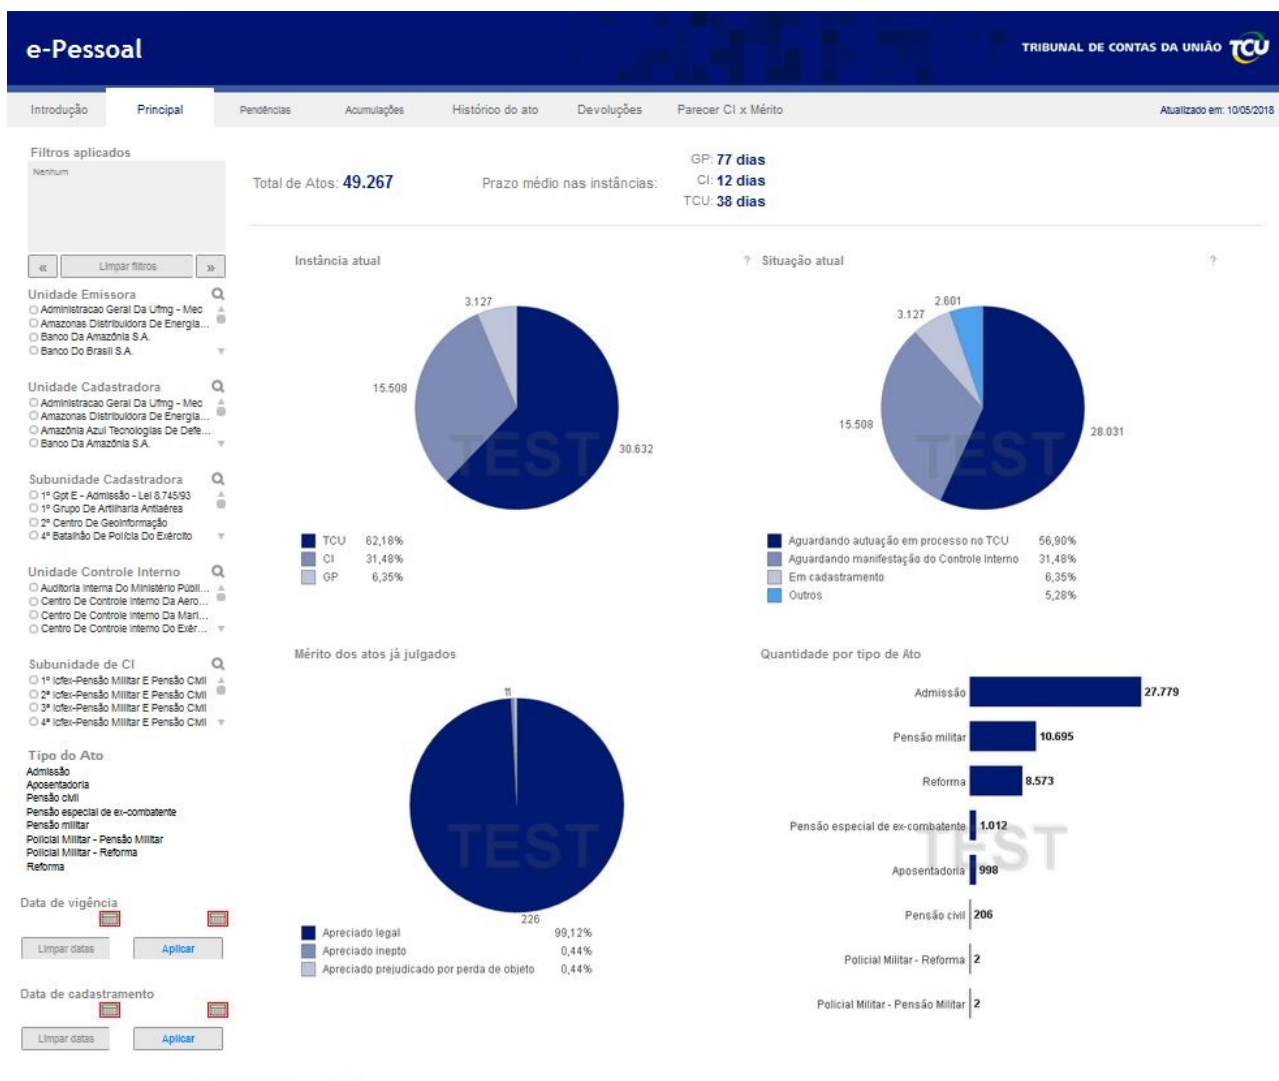 e-Pessoal
TRIBUNAL DE CONTAS DA UNIÃO TCU
Introdução Principal Pendências Acumulações Histórico do ato Devoluções Parecer CI x Mérito Atualizado em: 10/05/2018
Filtros aplicados
Nenhum
« Limpar filtros »
Unidade Emissora
Administracao Geral Da Ufmg - Mec
Amazonas Distribuidora De Energia...
Banco Da Amazônia S.A.
Banco Do Brasil S.A.
Unidade Cadastradora
Administracao Geral Da Ufmg - Mec
Amazonas Distribuidora De Energia...
Amazônia Azul Tecnologias De Defe...
Banco Da Amazônia S.A.
Subunidade Cadastradora
1º Gpt E - Admissão - Lei 8.745/93
1º Grupo De Artilharia Antiaérea
2º Centro De Geoinformação
4º Batalhão De Polícia Do Exército
Unidade Controle Interno
Auditoria Interna Do Ministério Públi...
Centro De Controle Interno Da Aero...
Centro De Controle Interno Da Mari...
Centro De Controle Interno Do Exér...
Subunidade de CI
1ª Icfex-Pensão Militar E Pensão Civil
2ª Icfex-Pensão Militar E Pensão Civil
3ª Icfex-Pensão Militar E Pensão Civil
4ª Icfex-Pensão Militar E Pensão Civil
Tipo do Ato
Admissão
Aposentadoria
Pensão civil
Pensão especial de ex-combatente
Pensão militar
Policial Militar - Pensão Militar
Policial Militar - Reforma
Reforma
Data de vigência
Limpar datas Aplicar
Data de cadastramento
Limpar datas Aplicar
Total de Atos: 49.267
Prazo médio nas instâncias:
GP: 77 dias
CI: 12 dias
TCU: 38 dias
Instância atual ?
3.127
15.508
30.632
TEST
TCU 62,18%
CI 31,48%
GP 6,35%
Situação atual ?
2.601
3.127
15.508
28.031
TEST
Aguardando autuação em processo no TCU 56,90%
Aguardando manifestação do Controle Interno 31,48%
Em cadastramento 6,35%
Outros 5,28%
Mérito dos atos já julgados
TEST
226
Apreciado legal 99,12%
Apreciado inepto 0,44%
Apreciado prejudicado por perda de objeto 0,44%
Quantidade por tipo de Ato
Admissão 27.779
Pensão militar 10.695
Reforma 8.573
Pensão especial de ex-combatente 1.012
TEST
Aposentadoria 998
Pensão civil 206
Policial Militar - Reforma 2
Policial Militar - Pensão Militar 2